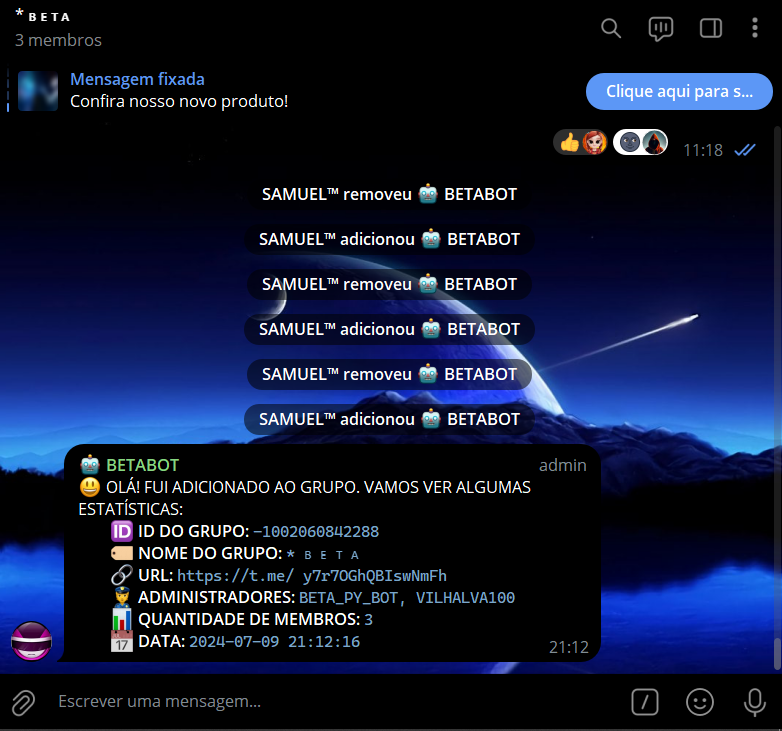 * ʙ ᴇ ᴛ ᴀ
3 membros
Mensagem fixada
Confira nosso novo produto!
Clique aqui para s...
11:18
SAMUEL™ removeu 🤖 BETABOT
SAMUEL™ adicionou 🤖 BETABOT
SAMUEL™ removeu 🤖 BETABOT
SAMUEL™ adicionou 🤖 BETABOT
SAMUEL™ removeu 🤖 BETABOT
SAMUEL™ adicionou 🤖 BETABOT
🤖 BETABOT admin
😃 OLÁ! FUI ADICIONADO AO GRUPO. VAMOS VER ALGUMAS
ESTATÍSTICAS:
🆔 ID DO GRUPO: -1002060842288
🏷️ NOME DO GRUPO: * ʙ ᴇ ᴛ ᴀ
🔗 URL: https://t.me/ y7r7OGhQBIswNmFh
👮 ADMINISTRADORES: BETA_PY_BOT, VILHALVA100
📊 QUANTIDADE DE MEMBROS: 3
📅 DATA: 2024-07-09 21:12:16
21:12
Escrever uma mensagem...